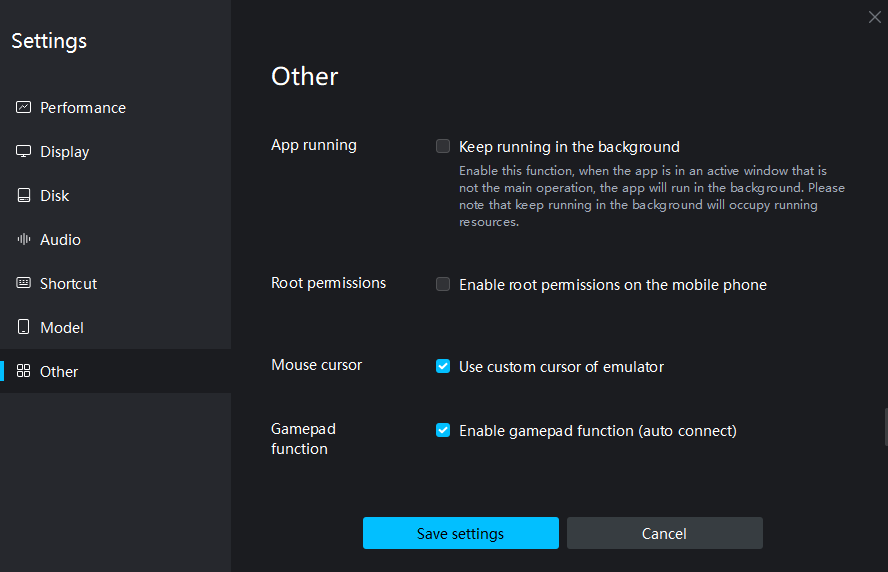 Settings
Performance
Display
Disk
Audio
Shortcut
Model
Other
Other
App running
Keep running in the background
Enable this function, when the app is in an active window that is
not the main operation, the app will run in the background. Please
note that keep running in the background will occupy running
resources.
Root permissions
Enable root permissions on the mobile phone
Mouse cursor
Use custom cursor of emulator
Gamepad
function
Enable gamepad function (auto connect)
Save settings
Cancel